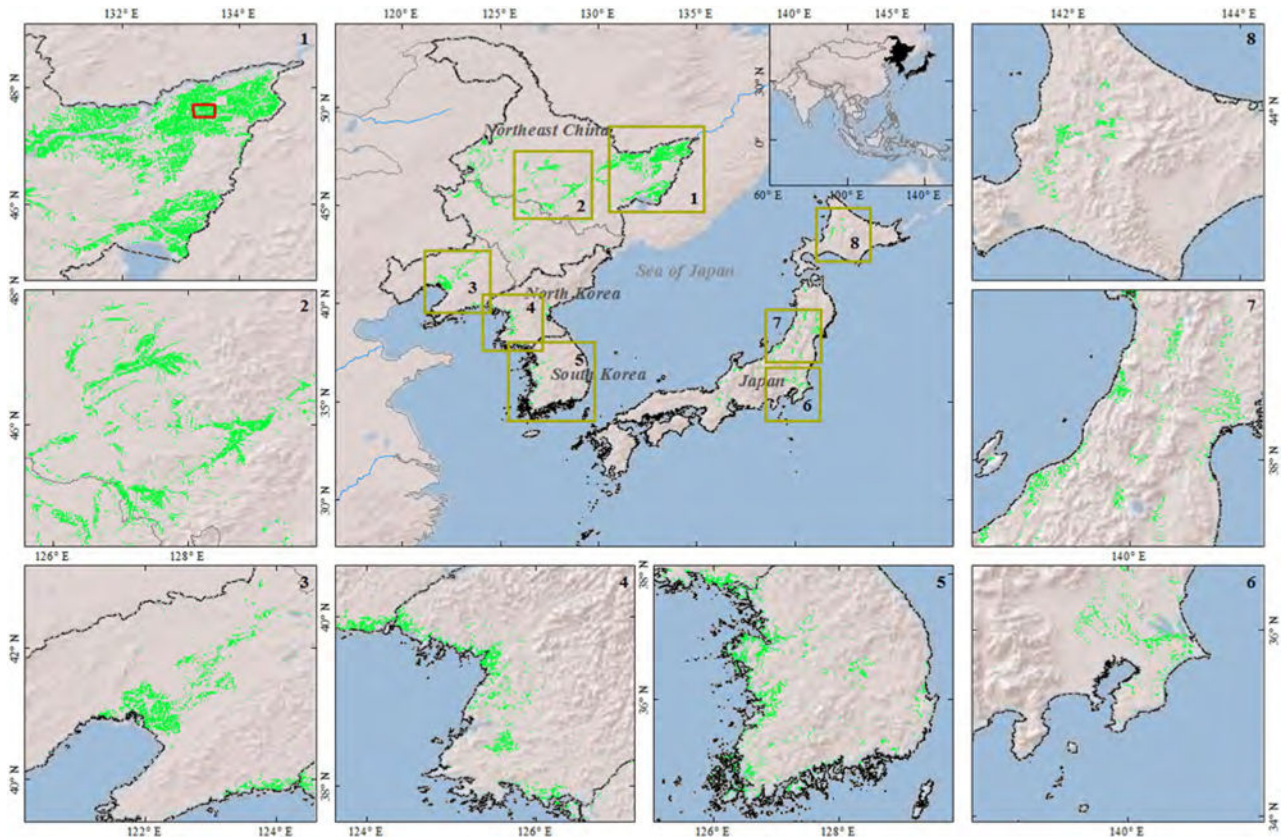 132° E 134° E
120° E 125° E 130° E 135° E 140° E 145° E
142° E 144° E
1
48° N
46° N
48° N
2
46° N
126° E 128° E
3
42° N
40° N
122° E 124° E
50° N
45° N
40° N
35° N
30° N
Northeast China
2
1
3
North Korea
4
5
South Korea
Sea of Japan
8
7
Japan
6
30° N
0°
60° E 100° E 140° E
8
44° N
7
38° N
140° E
4
40° N
38° N
124° E 126° E
5
38° N
36° N
126° E 128° E
6
36° N
34° N
140° E